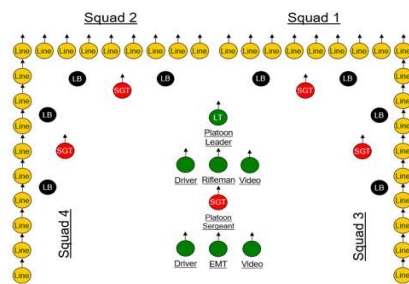 Squad 2 Squad 1
Line Line Line Line Line Line Line Line Line Line Line Line Line Line Line Line Line Line
Line LB LB LB LB Line
SGT SGT
Line Line
LB LT LB
Line Line
Platoon
Leader
Line SGT SGT Line
Line Driver Rifleman Video Line
LB LB
Line SGT Line
Platoon
Line Line
Sergeant
Squad 4 Squad 3
Line Line
Driver EMT Video
Line Line